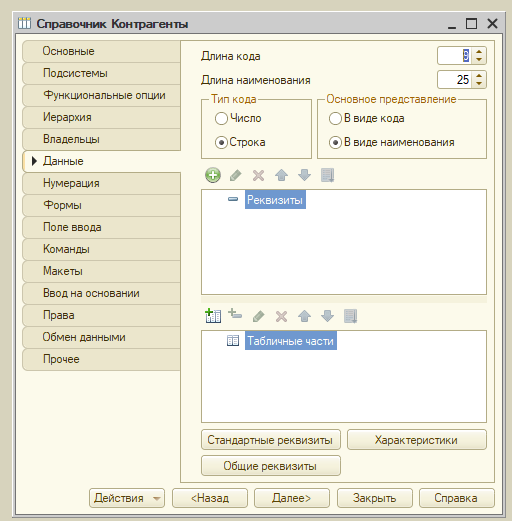 Справочник Контрагенты
Основные
Подсистемы
Функциональные опции
Иерархия
Владельцы
Данные
Нумерация
Формы
Поле ввода
Команды
Макеты
Ввод на основании
Права
Обмен данными
Прочее
Длина кода 9
Длина наименования 25
Тип кода
Число
Строка
Основное представление
В виде кода
В виде наименования
Реквизиты
Табличные части
Стандартные реквизиты Характеристики
Общие реквизиты
Действия <Назад Далее> Закрыть Справка